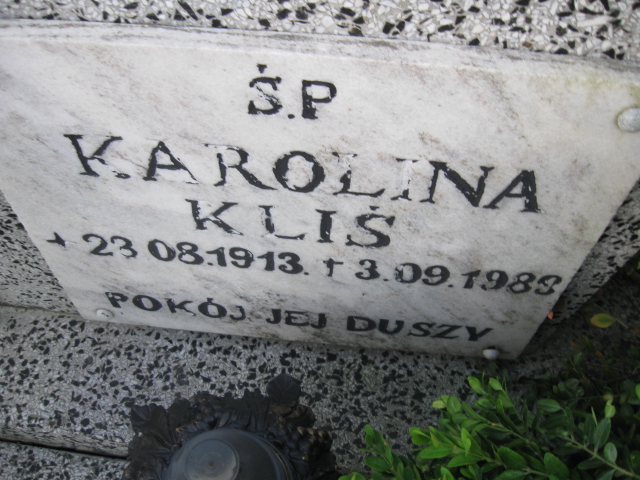 Ś.P
KAROLINA
KLIŚ
* 23 08.1913. † 3.09.1988
POKÓJ JEJ DUSZY